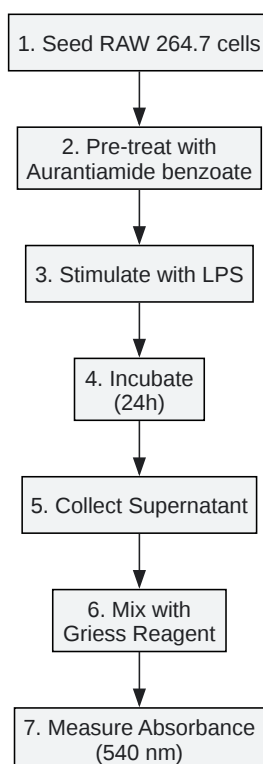 1. Seed RAW 264.7 cells
2. Pre-treat with
Aurantiamide benzoate
3. Stimulate with LPS
4. Incubate
(24h)
5. Collect Supernatant
6. Mix with
Griess Reagent
7. Measure Absorbance
(540 nm)